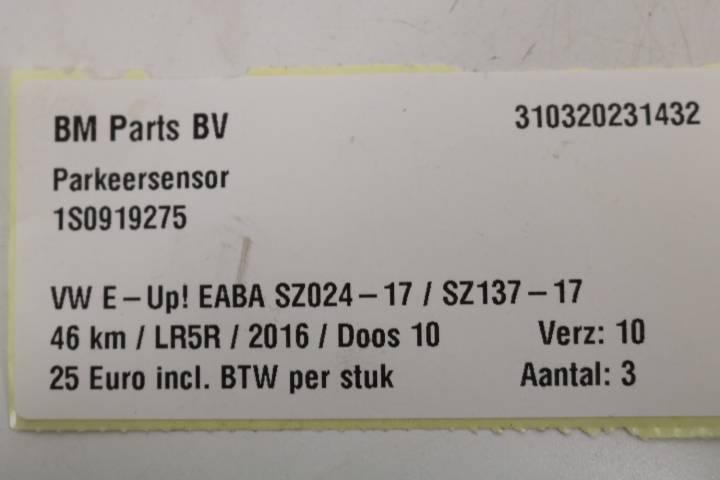 BM Parts BV 310320231432
Parkeersensor
1S0919275
VW E-Up! EABA SZ024-17 / SZ137-17
46 km / LR5R / 2016 / Doos 10 Verz: 10
25 Euro incl. BTW per stuk Aantal: 3